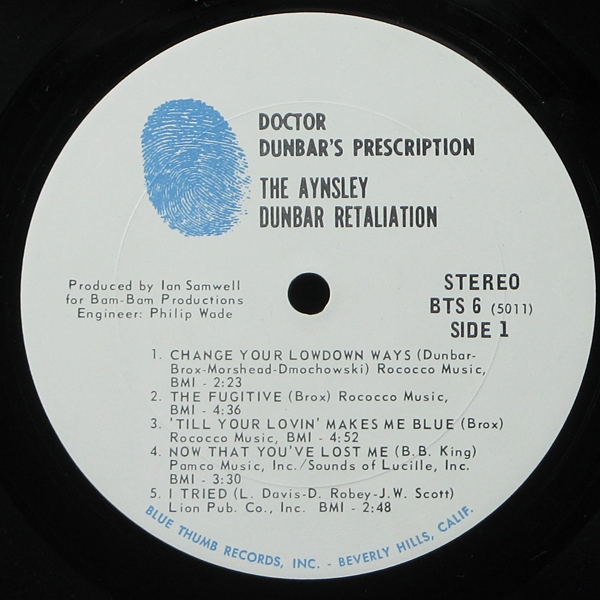 DOCTOR
DUNBAR'S PRESCRIPTION
THE AYNSLEY
DUNBAR RETALIATION
Produced by Ian Samwell
for Bam-Bam Productions
Engineer: Philip Wade
STEREO
BTS 6 (5011)
SIDE 1
1. CHANGE YOUR LOWDOWN WAYS (Dunbar-
Brox-Morshead-Dmochowski) Rococco Music,
BMI - 2:23
2. THE FUGITIVE (Brox) Rococco Music,
BMI - 4:36
3. 'TILL YOUR LOVIN' MAKES ME BLUE (Brox)
Rococco Music, BMI - 4:52
4. NOW THAT YOU'VE LOST ME (B.B. King)
Pamco Music, Inc./Sounds of Lucille, Inc.
BMI - 3:30
5. I TRIED (L. Davis-D. Robey-J.W. Scott)
Lion Pub. Co., Inc. BMI - 2:48
BLUE THUMB RECORDS, INC. - BEVERLY HILLS, CALIF.